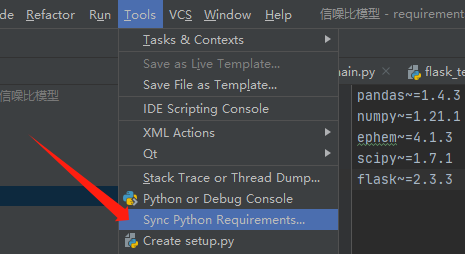 de Refactor Run Tools VCS Window Help 信噪比模型 - requirement
Tasks & Contexts
Save as Live Template...
Save File as Template...
IDE Scripting Console
XML Actions
Qt
Stack Trace or Thread Dump...
Python or Debug Console
Sync Python Requirements...
Create setup.py
信噪比模型
main.py × flask_te
pandas~=1.4.3
numpy~=1.21.1
ephem~=4.1.3
scipy~=1.7.1
flask~=2.3.3